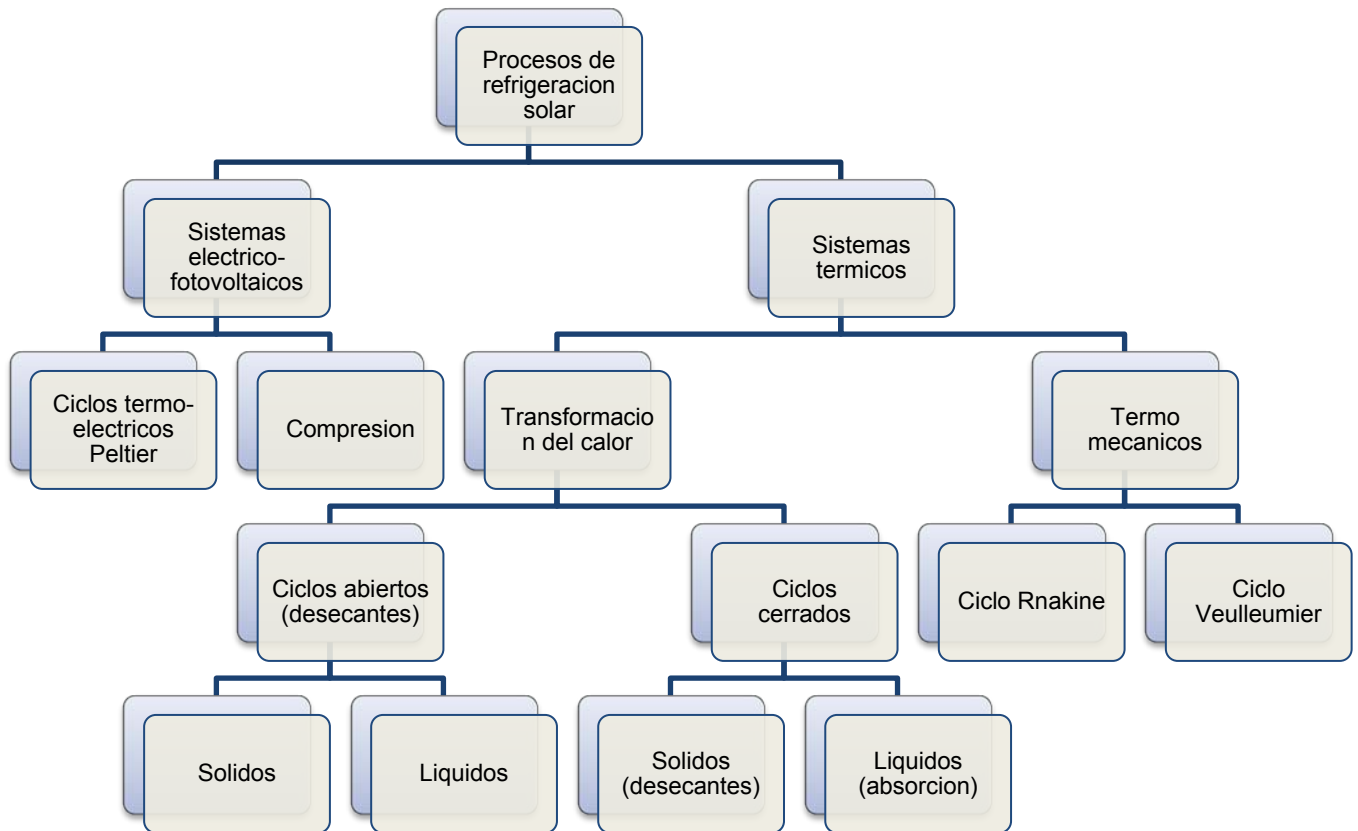 Procesos de
refrigeracion
solar
Sistemas
electrico-
fotovoltaicos
Sistemas
termicos
Ciclos termo-
electricos
Peltier
Compresion
Transformacio
n del calor
Termo
mecanicos
Ciclos abiertos
(desecantes)
Ciclos
cerrados
Ciclo Rnakine
Ciclo
Veulleumier
Solidos
Liquidos
Solidos
(desecantes)
Liquidos
(absorcion)